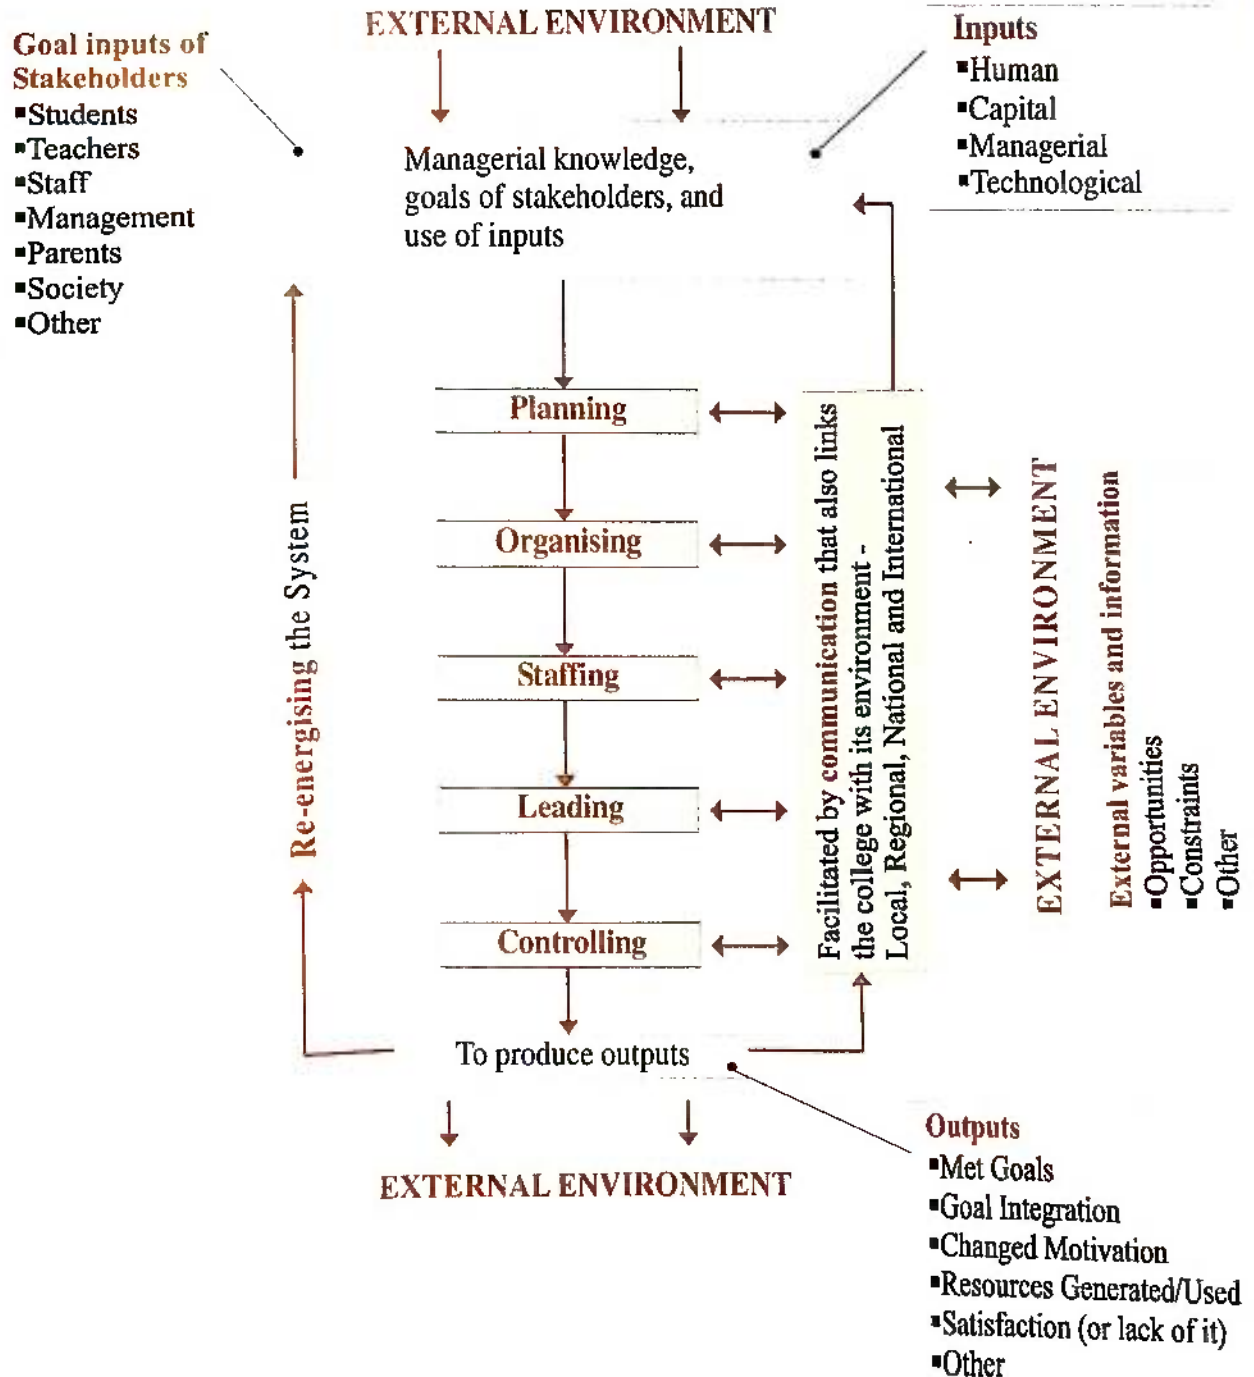 EXTERNAL ENVIRONMENT
Goal inputs of
Stakeholders
▪Students
▪Teachers
▪Staff
▪Management
▪Parents
▪Society
▪Other
Inputs
▪Human
▪Capital
▪Managerial
▪Technological
Managerial knowledge,
goals of stakeholders, and
use of inputs
Planning
Organising
Staffing
Leading
Controlling
Re-energising the System
Facilitated by communication that also links
the college with its environment -
Local, Regional, National and International
EXTERNAL ENVIRONMENT
External variables and information
▪Opportunities
▪Constraints
▪Other
To produce outputs
EXTERNAL ENVIRONMENT
Outputs
▪Met Goals
▪Goal Integration
▪Changed Motivation
▪Resources Generated/Used
▪Satisfaction (or lack of it)
▪Other